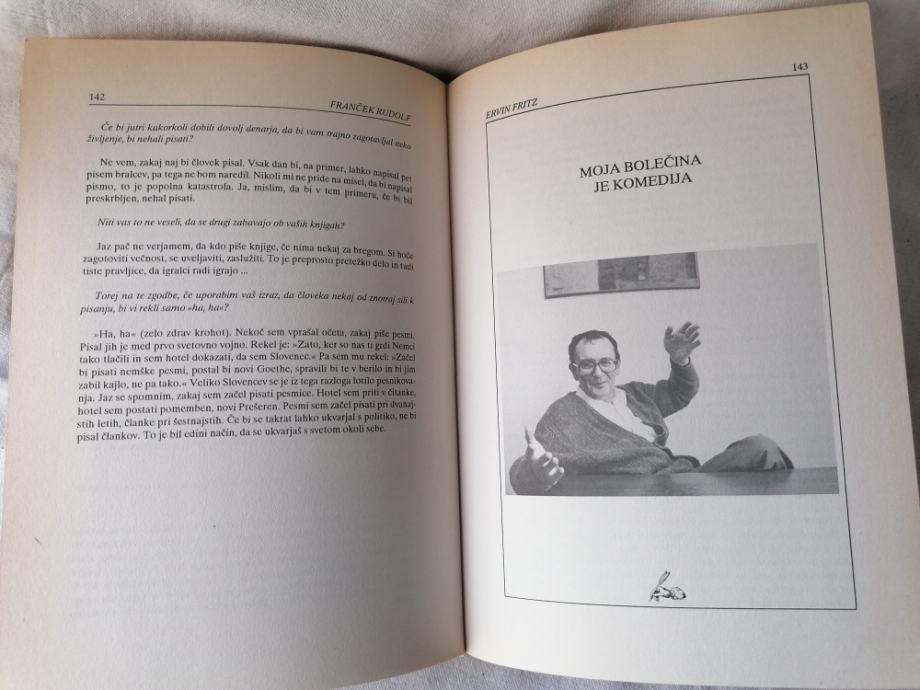 142
FRANČEK RUDOLF
Če bi jutri kakorkoli dobili dovolj denarja, da bi vam trajno zagotavljal neko
življenje, bi nehali pisati?
Ne vem, zakaj naj bi človek pisal. Vsak dan bi, na primer, lahko napisal pet
pisem bralcev, pa tega ne bom naredil. Nikoli mi ne pride na misel, da bi napisal
pismo, to je popolna katastrofa. Ja, mislim, da bi v tem primeru, če bi bil
preskrbljen, nehal pisati.
Niti vas to ne veseli, da se drugi zabavajo ob vaših knjigah?
Jaz pač ne verjamem, da kdo piše knjige, če nima nekaj za bregom. Si hoče
zagotoviti večnost, se uveljaviti, zaslužiti. To je preprosto pretežko delo in tudi
tiste pravljice, da igralci radi igrajo ...
Torej na te zgodbe, če uporabim vaš izraz, da človeka nekaj od znotraj sili k
pisanju, bi vi rekli samo »ha, ha«?
»Ha, ha« (zelo zdrav krohot). Nekoč sem vprašal očeta, zakaj piše pesmi.
Pisal jih je med prvo svetovno vojno. Rekel je: »Zato, ker so nas ti grdi Nemci
tako tlačili in sem hotel dokazati, da sem Slovenec.« Pa sem mu rekel: »Začel
bi pisati nemške pesmi, postal bi novi Goethe, spravili bi te v berilo in bi jim
zabil kajlo, ne pa tako.« Veliko Slovencev se je iz tega razloga lotilo pesnikova-
nja. Jaz se spomnim, zakaj sem začel pisati pesmice. Hotel sem priti v čitanke,
hotel sem postati pomemben, novi Prešeren. Pesmi sem začel pisati pri dvanaj-
stih letih, članke pri šestnajstih. Če bi se takrat lahko ukvarjal s politiko, ne bi
pisal člankov. To je bil edini način, da se ukvarjaš s svetom okoli sebe.
143
ERVIN FRITZ
MOJA BOLEČINA
JE KOMEDIJA